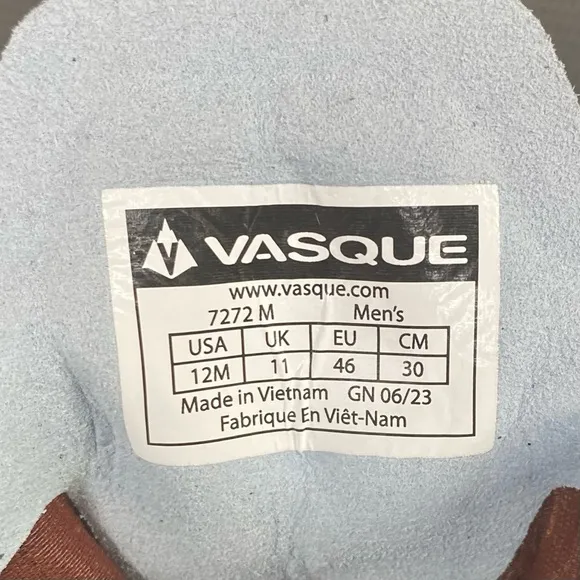 VASQUE
www.vasque.com
7272 M Men's
USA UK EU CM
12M 11 46 30
Made in Vietnam GN 06/23
Fabrique En Viêt-Nam